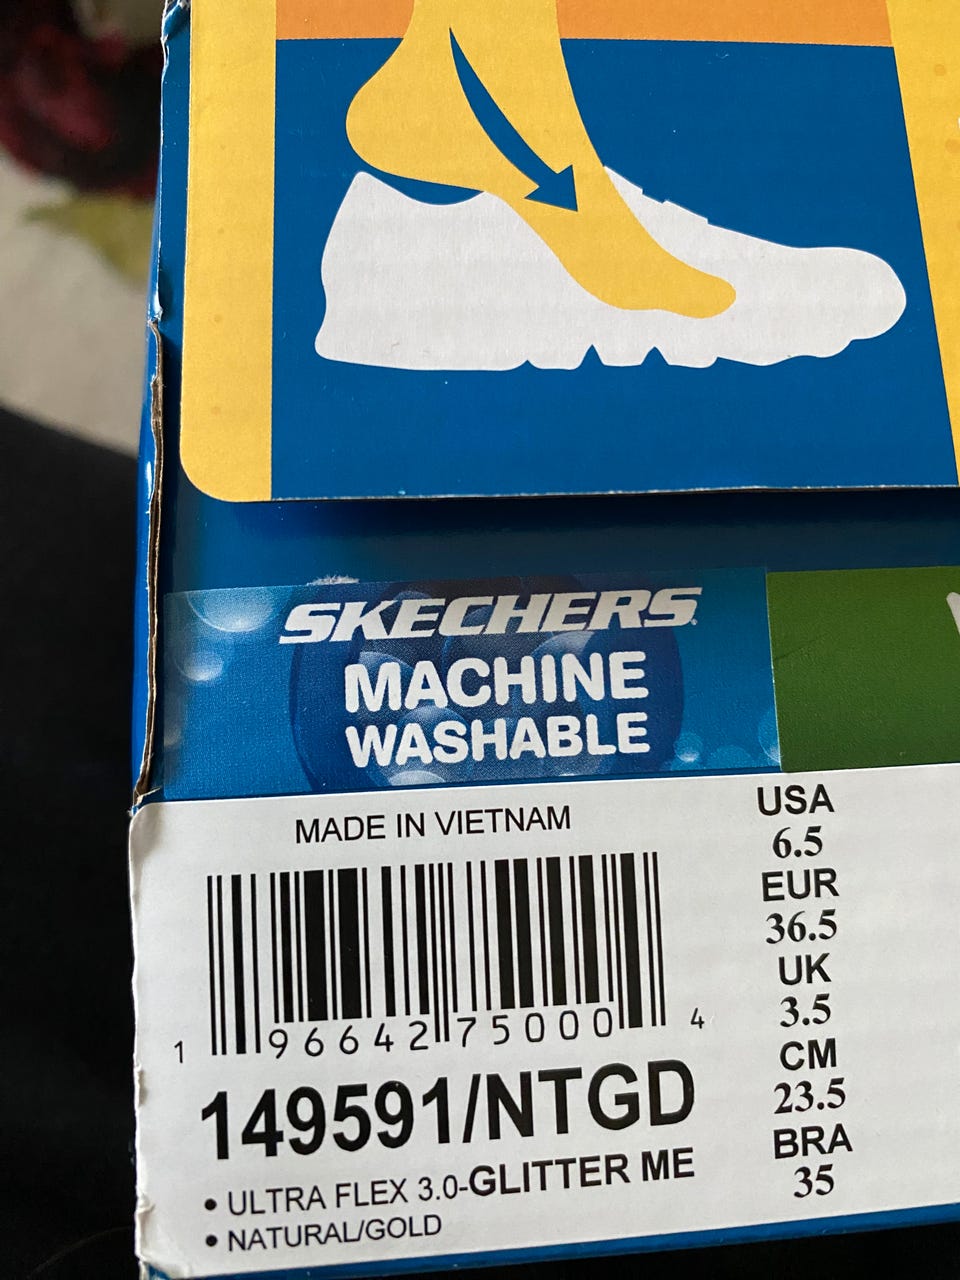 SKECHERS
MACHINE
WASHABLE
MADE IN VIETNAM
1 96642 75000 4
149591/NTGD
• ULTRA FLEX 3.0-GLITTER ME
• NATURAL/GOLD
USA
6.5
EUR
36.5
UK
3.5
CM
23.5
BRA
35